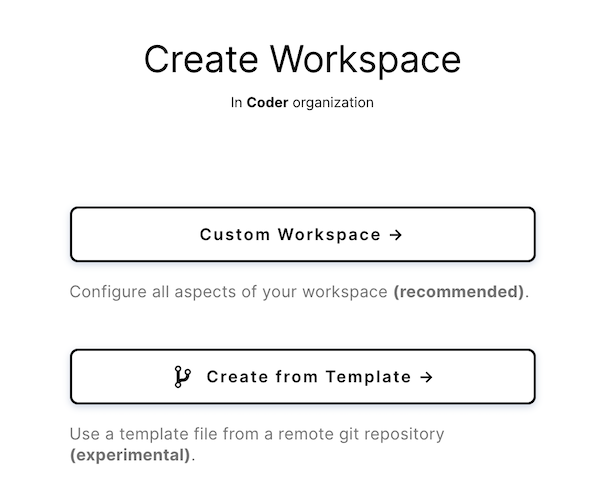 Create Workspace
In Coder organization
Custom Workspace →
Configure all aspects of your workspace (recommended).
Create from Template →
Use a template file from a remote git repository
(experimental).